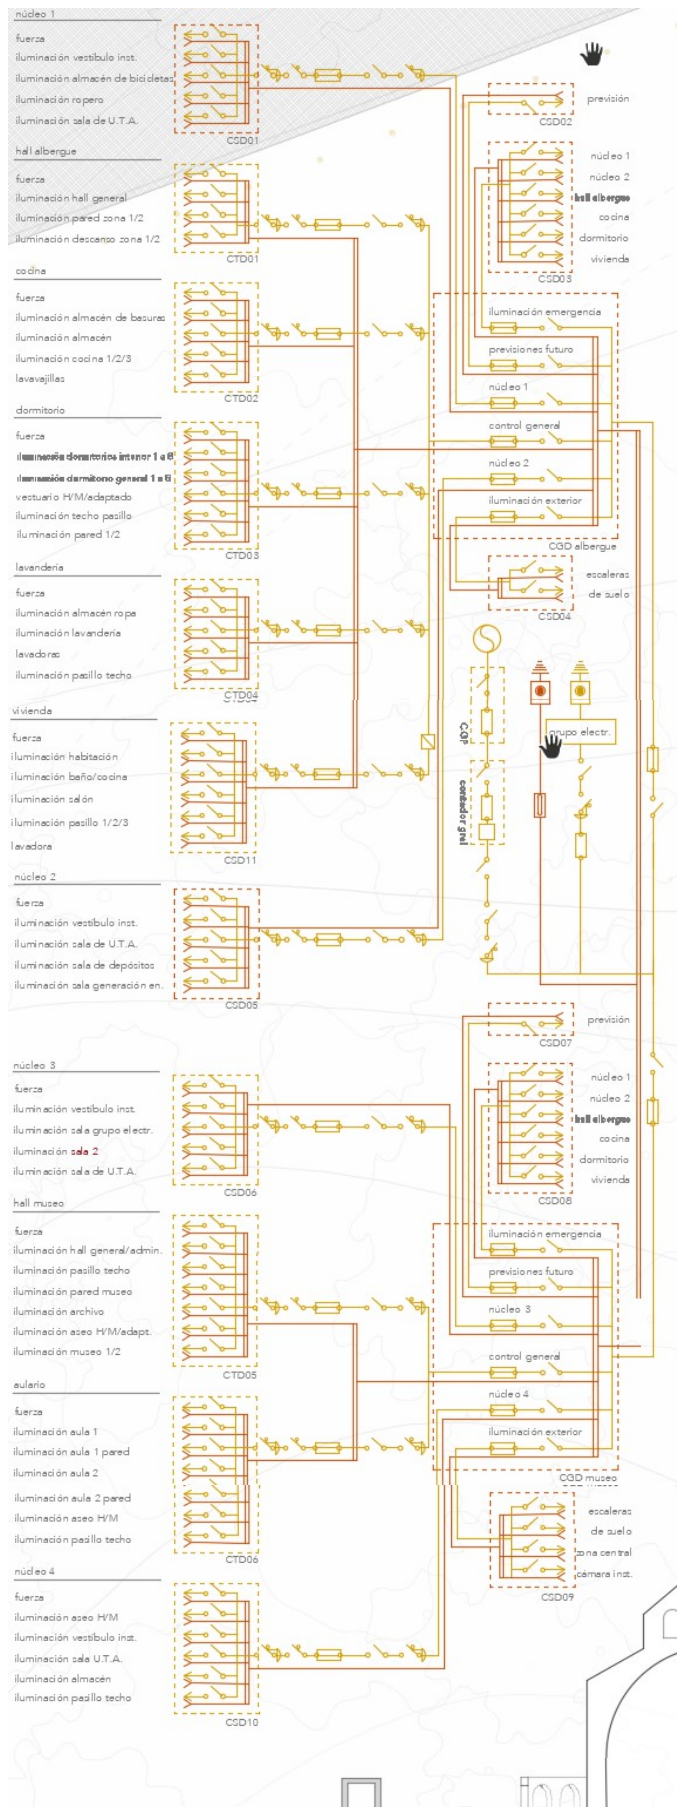 núcleo 1
fuerza
iluminación vestíbulo inst.
iluminación almacén de bicicletas
iluminación ropero
iluminación sala de U.T.A.
CSD01
hall albergue
fuerza
iluminación hall general
iluminación pared zona 1/2
iluminación descanso zona 1/2
CTD01
cocina
fuerza
iluminación almacén de basuras
iluminación almacén
iluminación cocina 1/2/3
lavavajillas
CTD02
dormitorio
fuerza
iluminación dormitorios interior 1 a 6
iluminación dormitorio general 1 a 6
vestuario H/M/adaptado
iluminación techo pasillo
iluminación pared 1/2
CTD03
lavandería
fuerza
iluminación almacén ropa
iluminación lavandería
lavadoras
iluminación pasillo techo
CTD04
vivienda
fuerza
iluminación habitación
iluminación baño/cocina
iluminación salón
iluminación pasillo 1/2/3
lavadora
CSD11
núcleo 2
fuerza
iluminación vestíbulo inst.
iluminación sala de U.T.A.
iluminación sala de depósitos
iluminación sala generación en.
CSD05
núcleo 3
fuerza
iluminación vestíbulo inst.
iluminación sala grupo electr.
iluminación sala 2
iluminación sala de U.T.A.
CSD06
hall museo
fuerza
iluminación hall general/admin.
iluminación pasillo techo
iluminación pared museo
iluminación archivo
iluminación aseo H/M/adapt.
iluminación museo 1/2
CTD05
aulario
fuerza
iluminación aula 1
iluminación aula 1 pared
iluminación aula 2
iluminación aula 2 pared
iluminación aseo H/M
iluminación pasillo techo
CTD06
núcleo 4
fuerza
iluminación aseo H/M
iluminación vestíbulo inst.
iluminación sala U.T.A.
iluminación almacén
iluminación pasillo techo
CSD10
previsión
CSD02
núcleo 1
núcleo 2
hall albergue
cocina
dormitorio
vivienda
CSD03
iluminación emergencia
previsiones futuro
núcleo 1
control general
núcleo 2
iluminación exterior
CGD albergue
escaleras
de suelo
CSD04
CGP
contador gral
grupo electr.
previsión
CSD07
núcleo 1
núcleo 2
hall albergue
cocina
dormitorio
vivienda
CSD08
iluminación emergencia
previsiones futuro
núcleo 3
control general
núcleo 4
iluminación exterior
CGD museo
escaleras
de suelo
zona central
cámara inst.
CSD09